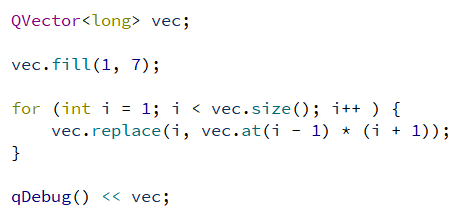 QVector<long> vec;
vec.fill(1, 7);
for (int i = 1; i < vec.size(); i++ ) {
    vec.replace(i, vec.at(i - 1) * (i + 1));
}
qDebug() << vec;